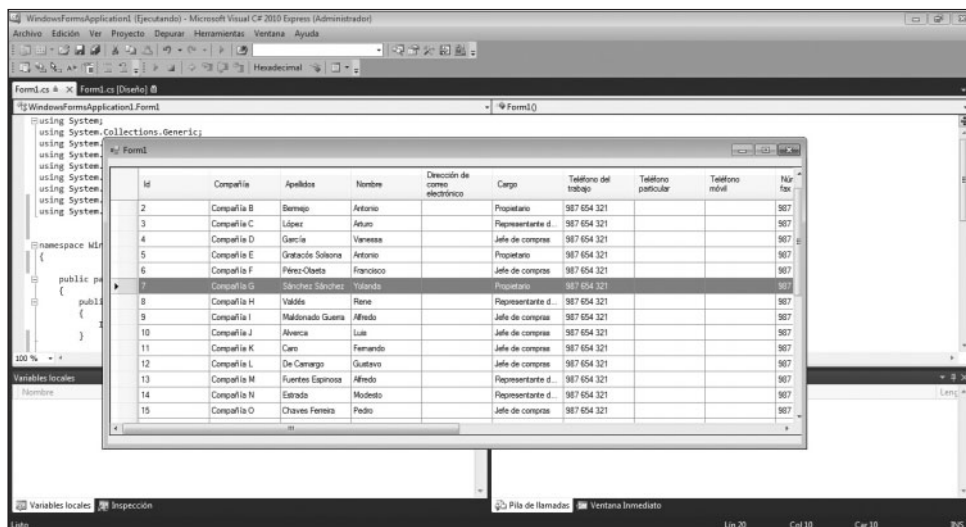 WindowsFormsApplication1 (Ejecutando) - Microsoft Visual C# 2010 Express (Administrador)
Archivo Edición Ver Proyecto Depurar Herramientas Ventana Ayuda
Hexadecimal
Form1.cs Form1.cs [Diseño]
WindowsFormsApplication1.Form1 Form1()
using System;
using System.Collections.Generic;
using System.
using System.
using System.
using System.
using System.
using System.
using System.
namespace Win
{
public pa
{
publi
{
I
}
100 %
Form1
Id Compañía Apellidos Nombre Dirección de correo electrónico Cargo Teléfono del trabajo Teléfono particular Teléfono móvil Núr fax
2 Compañía B Bermejo Antonio Propietario 987 654 321 987
3 Compañía C López Arturo Representante d... 987 654 321 987
4 Compañía D García Vanessa Jefe de compras 987 654 321 987
5 Compañía E Gratacós Solsona Antonio Propietario 987 654 321 987
6 Compañía F Pérez-Olaeta Francisco Jefe de compras 987 654 321 987
7 Compañía G Sánchez Sánchez Yolanda Propietario 987 654 321 987
8 Compañía H Valdés Rene Representante d... 987 654 321 987
9 Compañía I Maldonado Guerra Alfredo Jefe de compras 987 654 321 987
10 Compañía J Alverca Luis Jefe de compras 987 654 321 987
11 Compañía K Caro Fernando Jefe de compras 987 654 321 987
12 Compañía L De Camargo Gustavo Jefe de compras 987 654 321 987
13 Compañía M Fuentes Espinosa Alfredo Representante d... 987 654 321 987
14 Compañía N Estrada Modesto Representante d... 987 654 321 987
15 Compañía O Chaves Ferreira Pedro Jefe de compras 987 654 321 987
Variables locales
Nombre Leng
Variables locales Inspección Pila de llamadas Ventana Inmediato
Listo Lín 20 Col 10 Car 10 INS